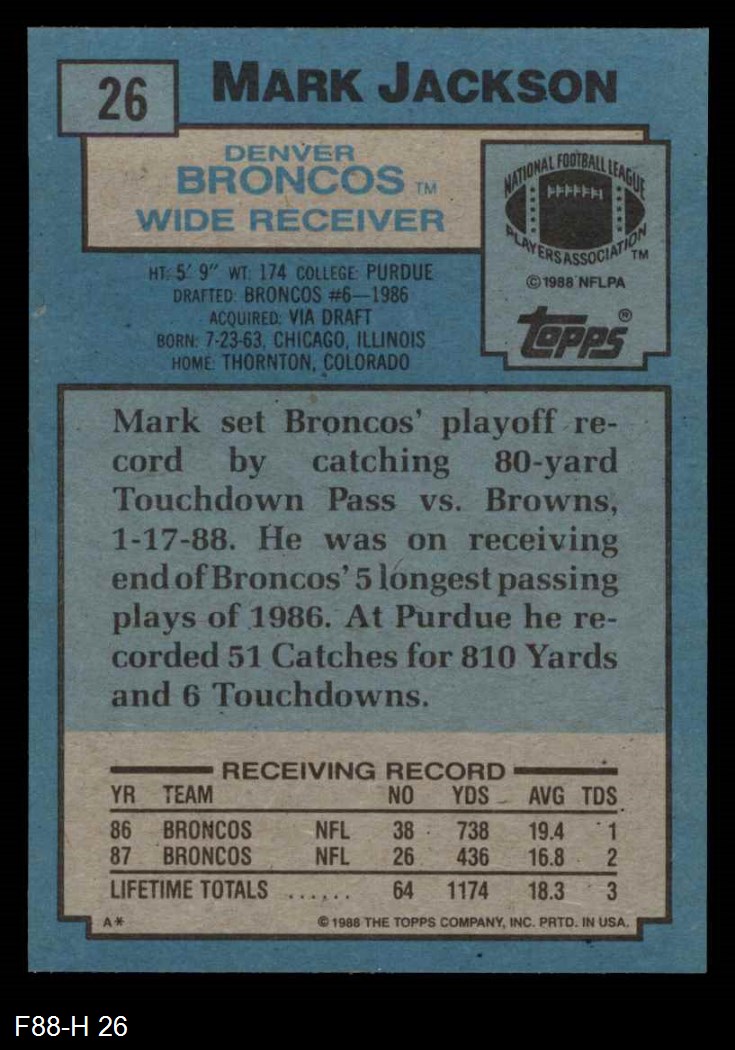 26
MARK JACKSON
DENVER
BRONCOS TM
WIDE RECEIVER
NATIONAL FOOTBALL LEAGUE
PLAYERS ASSOCIATION TM
©1988 NFLPA
topps®
HT: 5' 9" WT: 174 COLLEGE: PURDUE
DRAFTED: BRONCOS #6—1986
ACQUIRED: VIA DRAFT
BORN: 7-23-63, CHICAGO, ILLINOIS
HOME: THORNTON, COLORADO
Mark set Broncos' playoff re-
cord by catching 80-yard
Touchdown Pass vs. Browns,
1-17-88. He was on receiving
end of Broncos' 5 longest passing
plays of 1986. At Purdue he re-
corded 51 Catches for 810 Yards
and 6 Touchdowns.
RECEIVING RECORD
YR TEAM NO YDS AVG TDS
86 BRONCOS NFL 38 738 19.4 1
87 BRONCOS NFL 26 436 16.8 2
LIFETIME TOTALS ...... 64 1174 18.3 3
A* © 1988 THE TOPPS COMPANY, INC. PRTD. IN USA.
F88-H 26